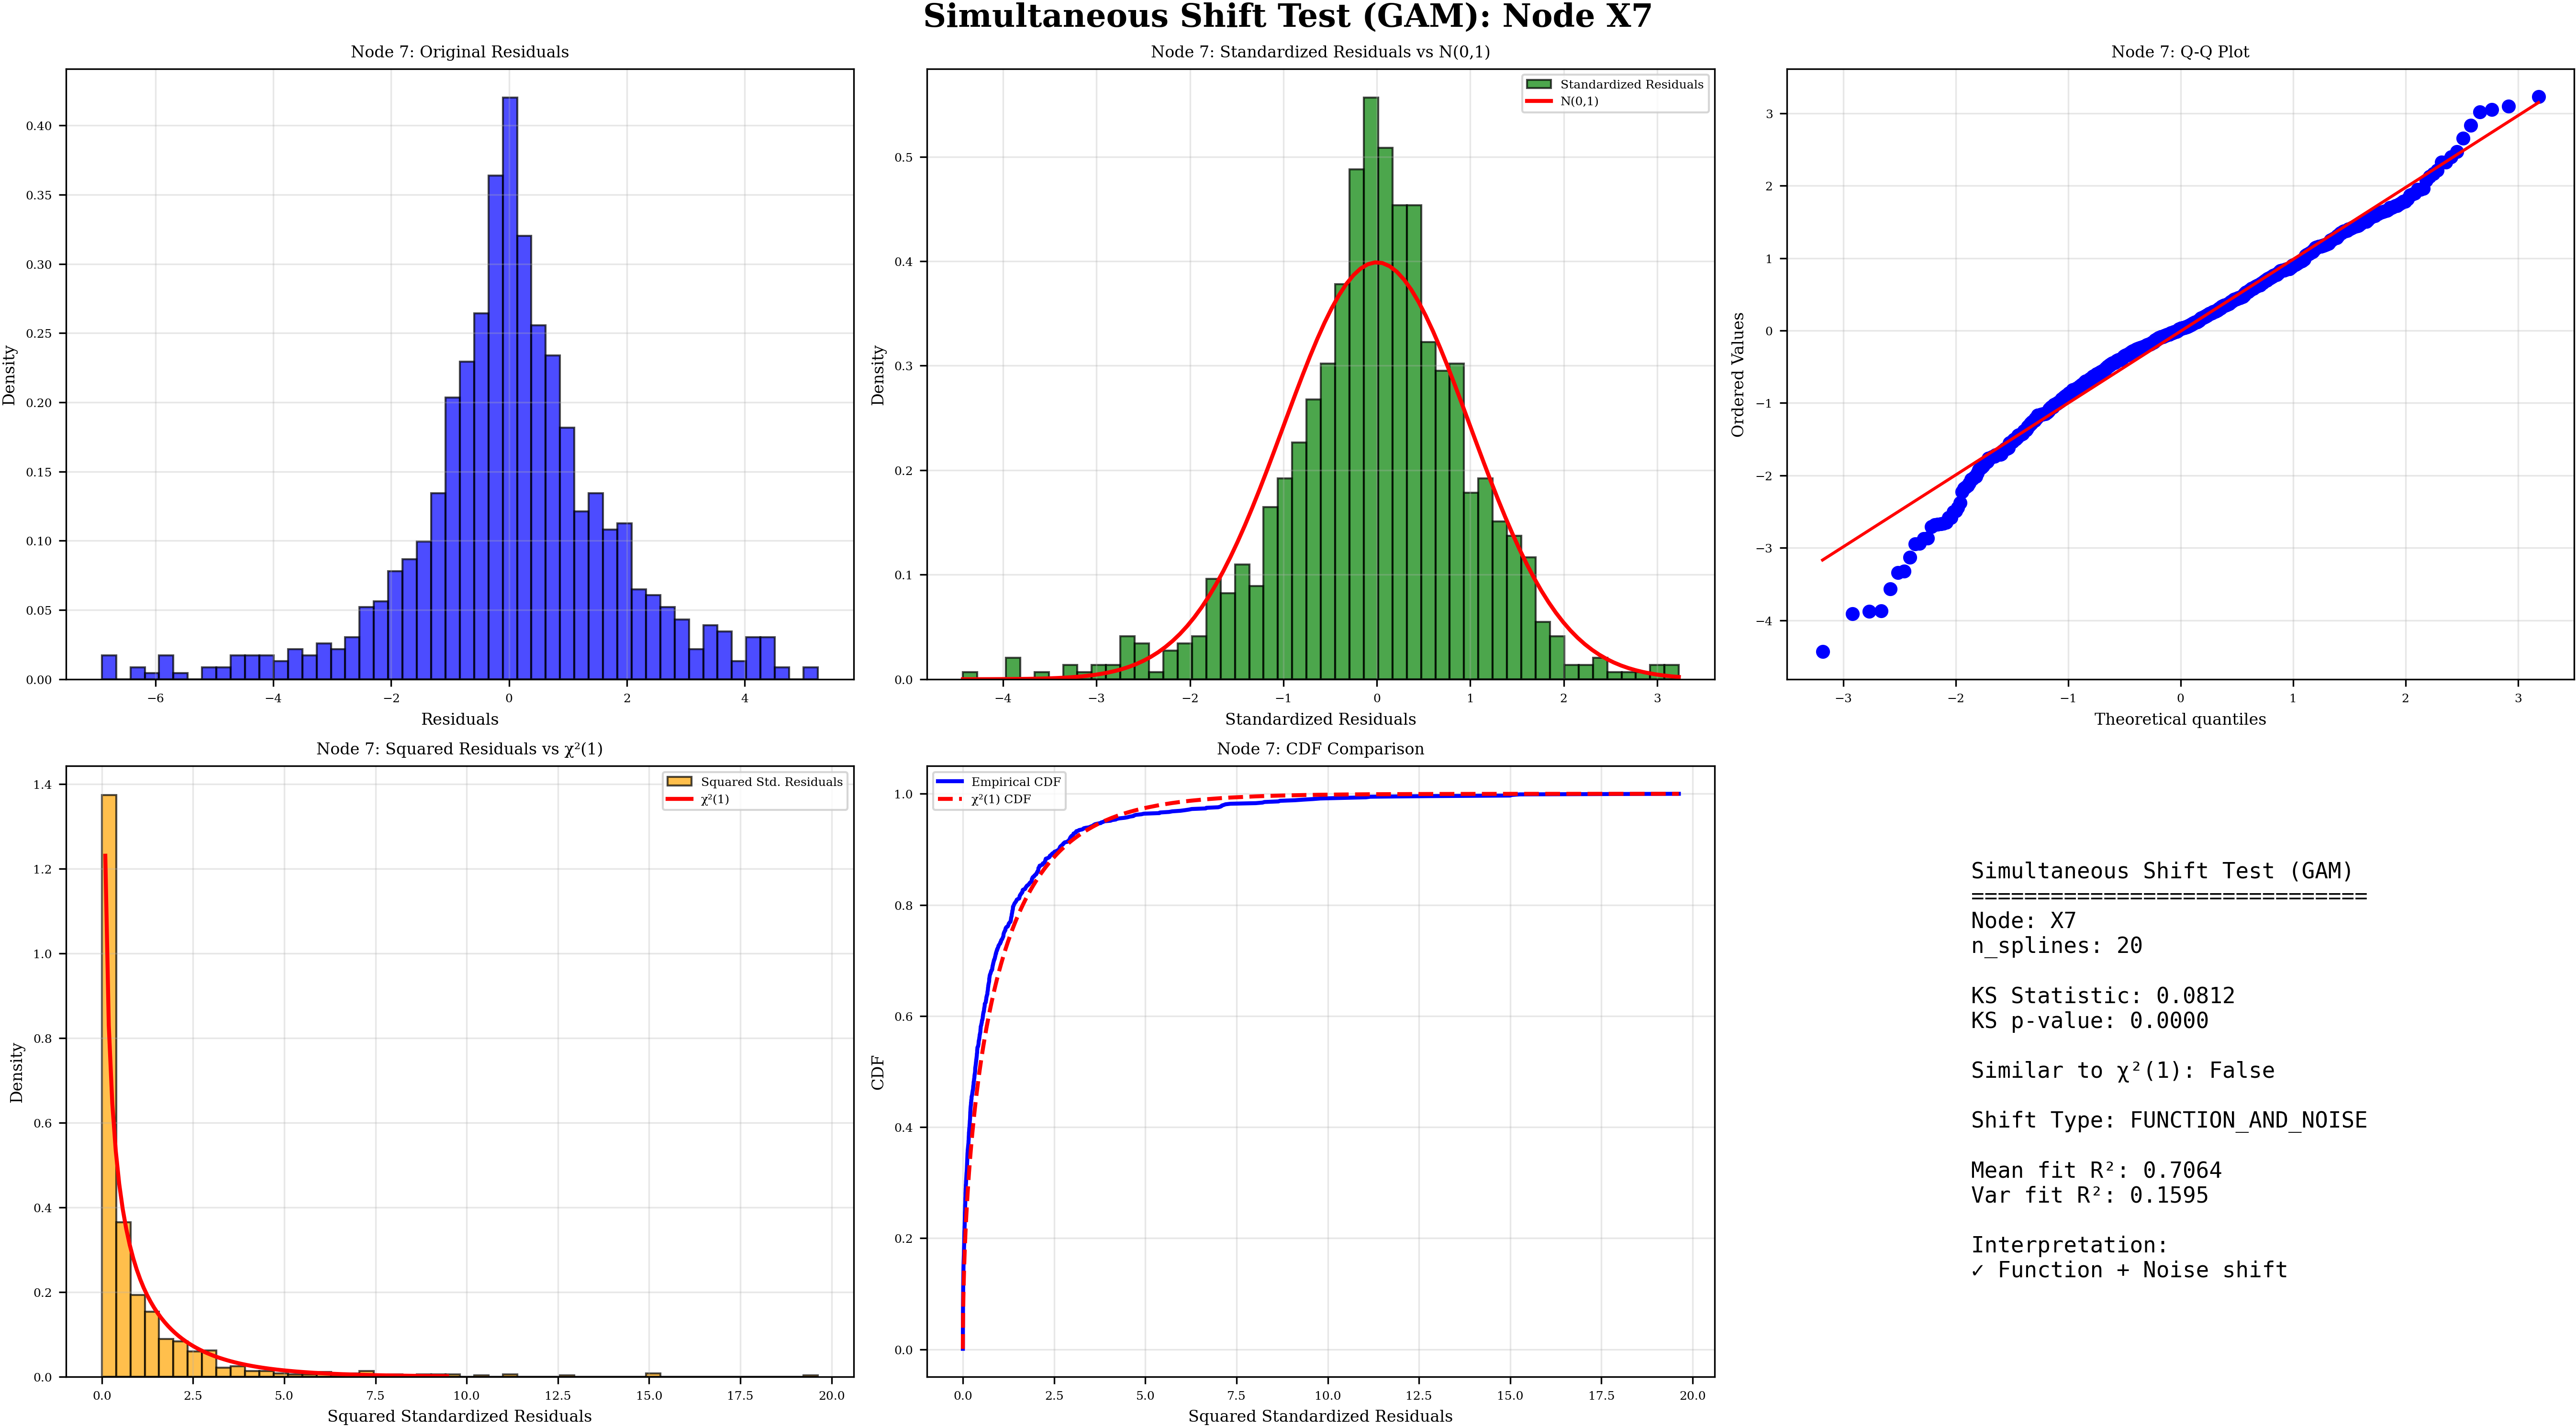 Simultaneous Shift Test (GAM): Node X7
Node 7: Original Residuals
Density
0.40
0.35
0.30
0.25
0.20
0.15
0.10
0.05
0.00
−6 −4 −2 0 2 4
Residuals
Node 7: Standardized Residuals vs N(0,1)
Standardized Residuals
N(0,1)
Density
0.5
0.4
0.3
0.2
0.1
0.0
−4 −3 −2 −1 0 1 2 3
Standardized Residuals
Node 7: Q-Q Plot
Ordered Values
3
2
1
0
−1
−2
−3
−4
−3 −2 −1 0 1 2 3
Theoretical quantiles
Node 7: Squared Residuals vs χ²(1)
Squared Std. Residuals
χ²(1)
Density
1.4
1.2
1.0
0.8
0.6
0.4
0.2
0.0
0.0 2.5 5.0 7.5 10.0 12.5 15.0 17.5 20.0
Squared Standardized Residuals
Node 7: CDF Comparison
Empirical CDF
χ²(1) CDF
CDF
1.0
0.8
0.6
0.4
0.2
0.0
0.0 2.5 5.0 7.5 10.0 12.5 15.0 17.5 20.0
Squared Standardized Residuals
Simultaneous Shift Test (GAM)
==============================
Node: X7
n_splines: 20
KS Statistic: 0.0812
KS p-value: 0.0000
Similar to χ²(1): False
Shift Type: FUNCTION_AND_NOISE
Mean fit R²: 0.7064
Var fit R²: 0.1595
Interpretation:
✓ Function + Noise shift